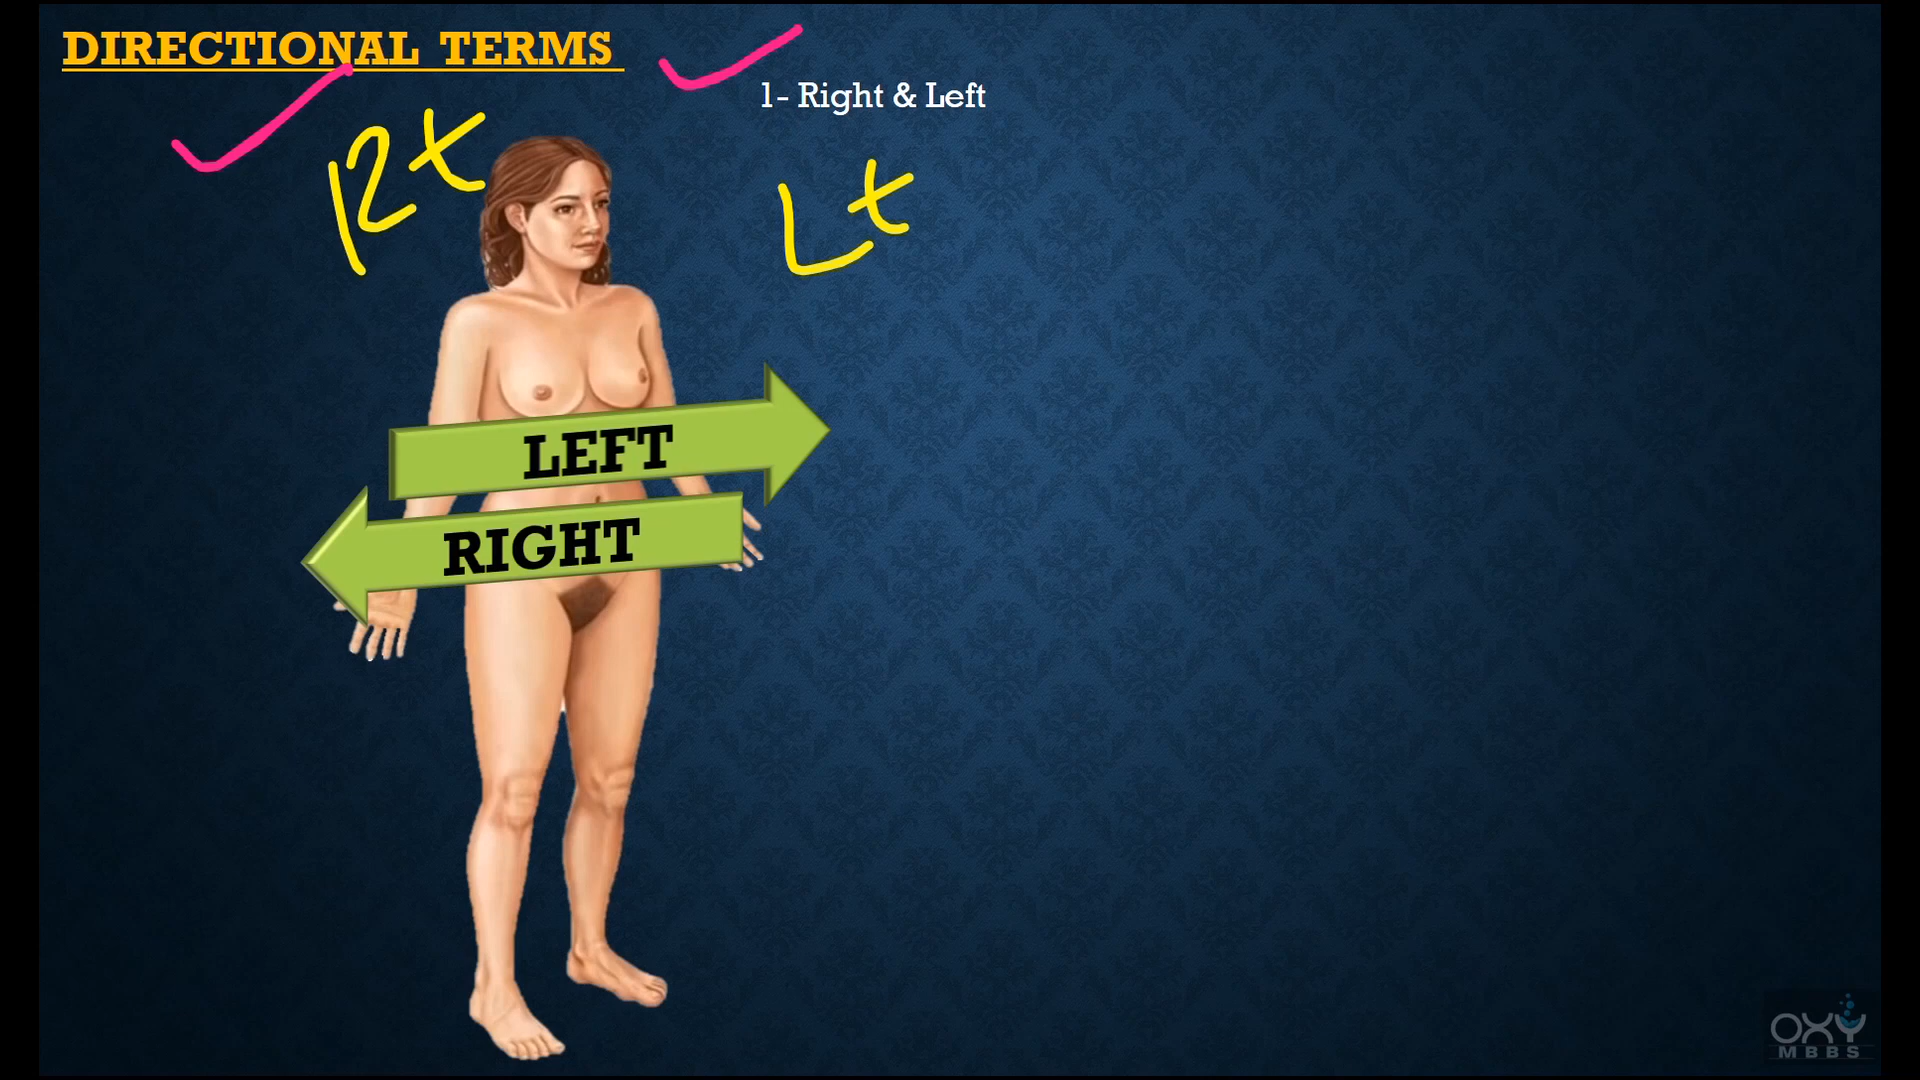 DIRECTIONAL TERMS
1- Right & Left
Rt
Lt
LEFT
RIGHT
OXY
MBBS